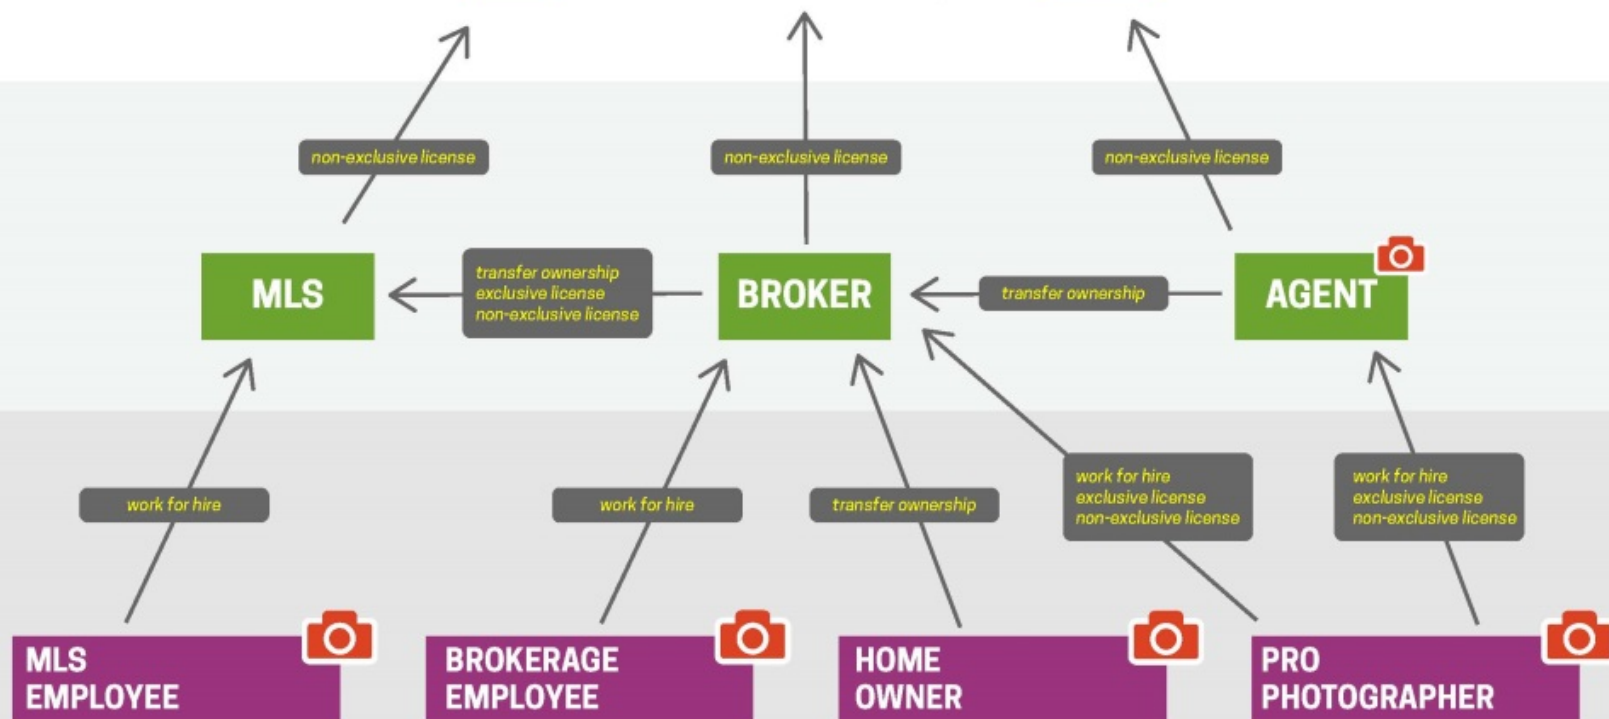 non-exclusive license
non-exclusive license
non-exclusive license
MLS
transfer ownership
exclusive license
non-exclusive license
BROKER
transfer ownership
AGENT
work for hire
work for hire
transfer ownership
work for hire
exclusive license
non-exclusive license
work for hire
exclusive license
non-exclusive license
MLS
EMPLOYEE
BROKERAGE
EMPLOYEE
HOME
OWNER
PRO
PHOTOGRAPHER